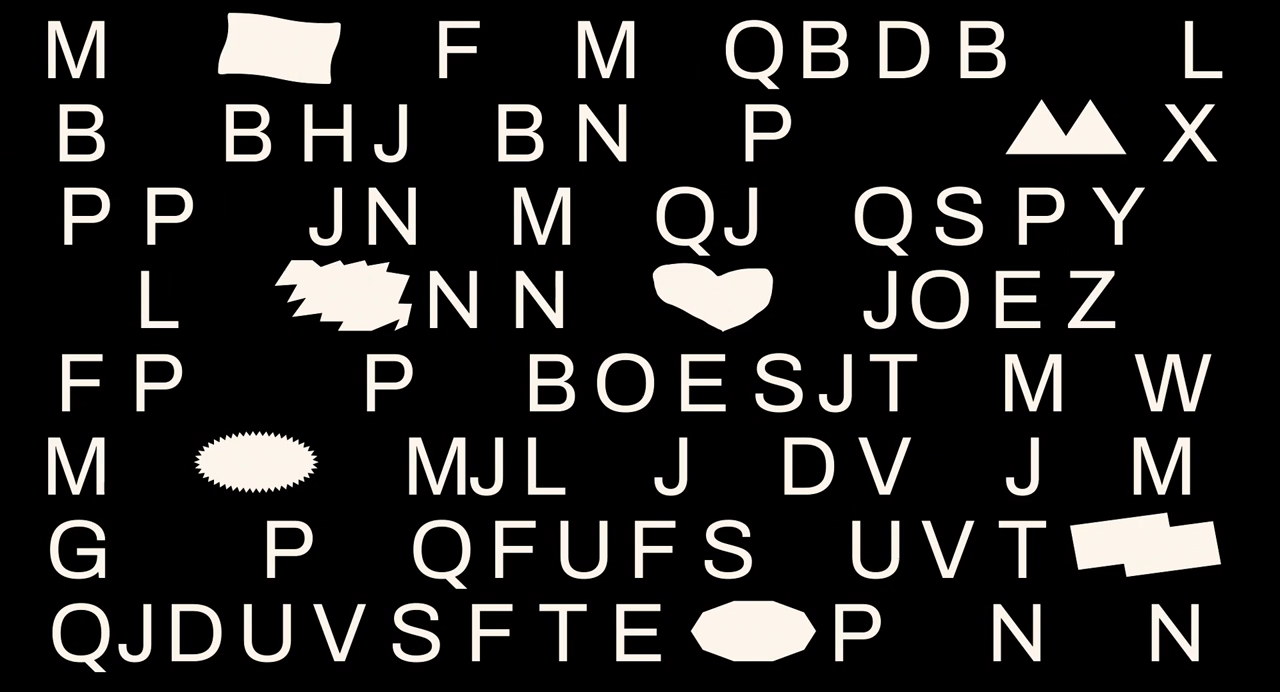 M F M QBDB L
B BHJ BN P X
PP JN M QJ QSPY
L NN JOEZ
FP P BOESJT M W
M MJL J DV J M
G P QFUFS UVT
QJDUVSFTE P N N